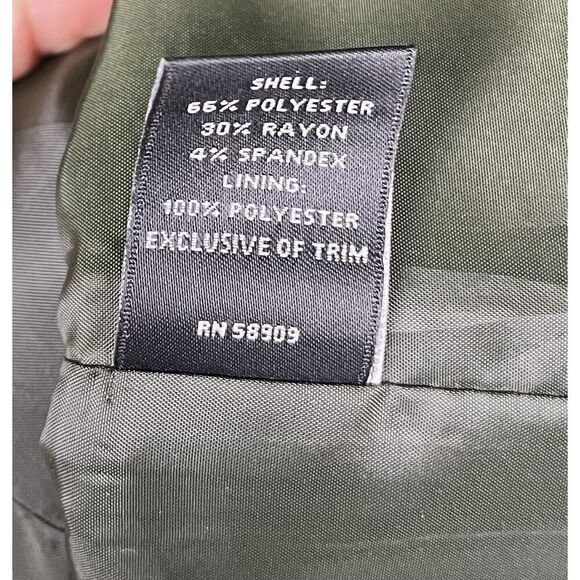 SHELL:
66% POLYESTER
30% RAYON
4% SPANDEX
LINING:
100% POLYESTER
EXCLUSIVE OF TRIM
RN 58909